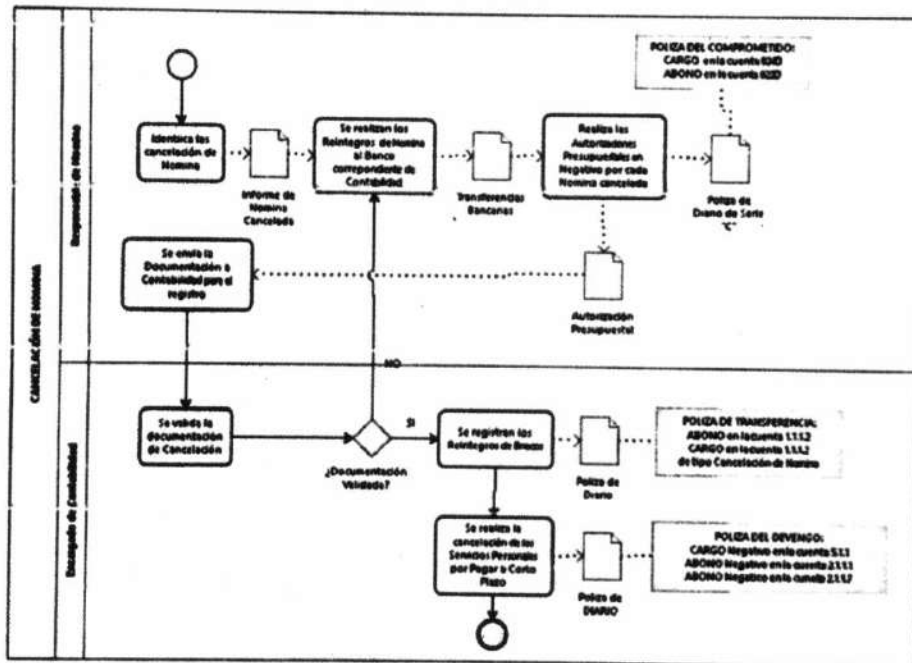 CANCELACIÓN DE NOMINA
Responsable de Nomina
Identifica las
cancelación de
Nomina
Informe de
Nomina
Cancelada
Se realizan los
Reintegros de Nomina
al Banco
correpondiente de
Contabilidad
Transferencias
Bancarias
Realiza las
Autorizaciones
Presupuestales en
Negativo por cada
Nomina cancelada
POLIZA DEL COMPROMETIDO:
CARGO en la cuenta
ABONO en la cuenta
Poliza de
Diario de Serie
Autorización
Presupuestal
Se envia la
Documentación a
Contabilidad para el
registro
Encargado de Contabilidad
Se valida la
documentación
de Cancelación
¿Documentación
Validada?
NO
SI
Se registran los
Reintegros de Bancos
Poliza de
Diario
POLIZA DE TRANSFERENCIA:
ABONO en la cuenta 1.1.1.2
CARGO en la cuenta 1.1.1.2
de tipo Cancelación de Nomina
Se realiza la
cancelación de los
Servicios Personales
por Pagar a Corto
Plazo
Poliza de
DIARIO
POLIZA DEL DEVENGO:
CARGO Negativo en la cuenta 5.1.1
ABONO Negativo en la cuenta 2.1.1.1
ABONO Negativo en la cuneta 2.1.1.7